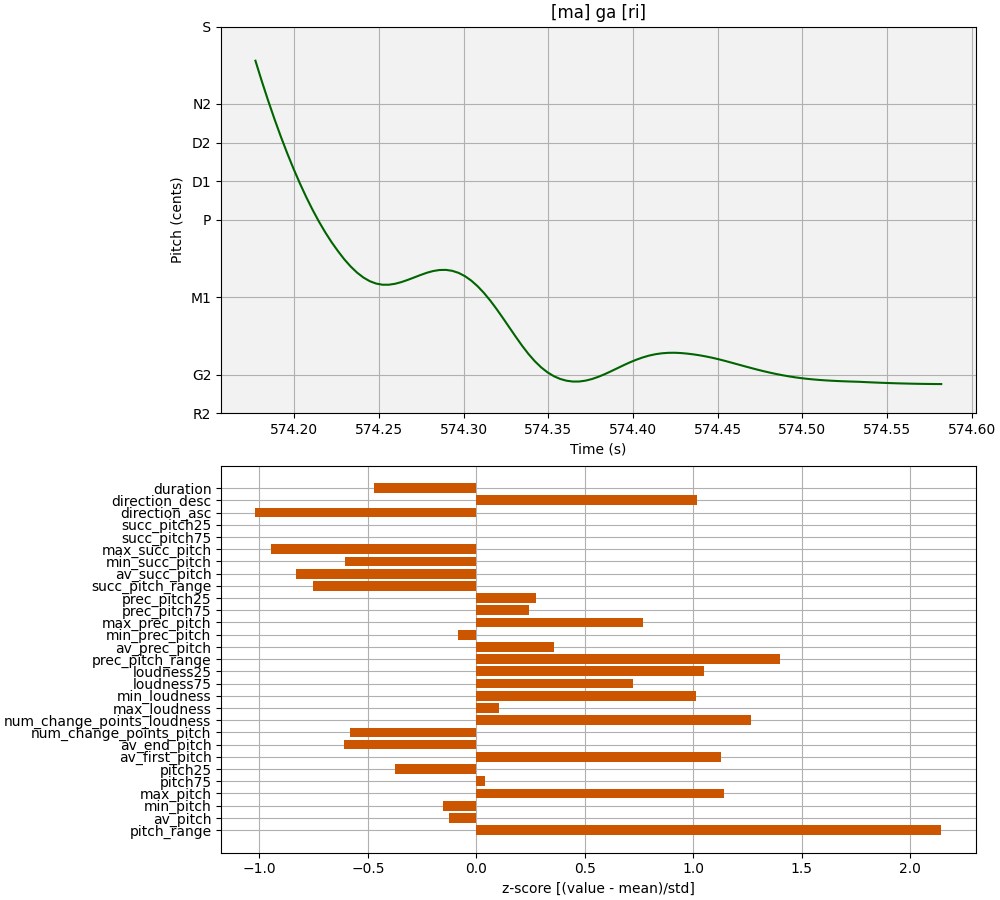 [ma] ga [ri]
S
N2
D2
D1
P
M1
G2
R2
Pitch (cents)
574.20 574.25 574.30 574.35 574.40 574.45 574.50 574.55 574.60
Time (s)
duration
direction_desc
direction_asc
succ_pitch25
succ_pitch75
max_succ_pitch
min_succ_pitch
av_succ_pitch
succ_pitch_range
prec_pitch25
prec_pitch75
max_prec_pitch
min_prec_pitch
av_prec_pitch
prec_pitch_range
loudness25
loudness75
min_loudness
max_loudness
num_change_points_loudness
num_change_points_pitch
av_end_pitch
av_first_pitch
pitch25
pitch75
max_pitch
min_pitch
av_pitch
pitch_range
−1.0 −0.5 0.0 0.5 1.0 1.5 2.0
z-score [(value - mean)/std]